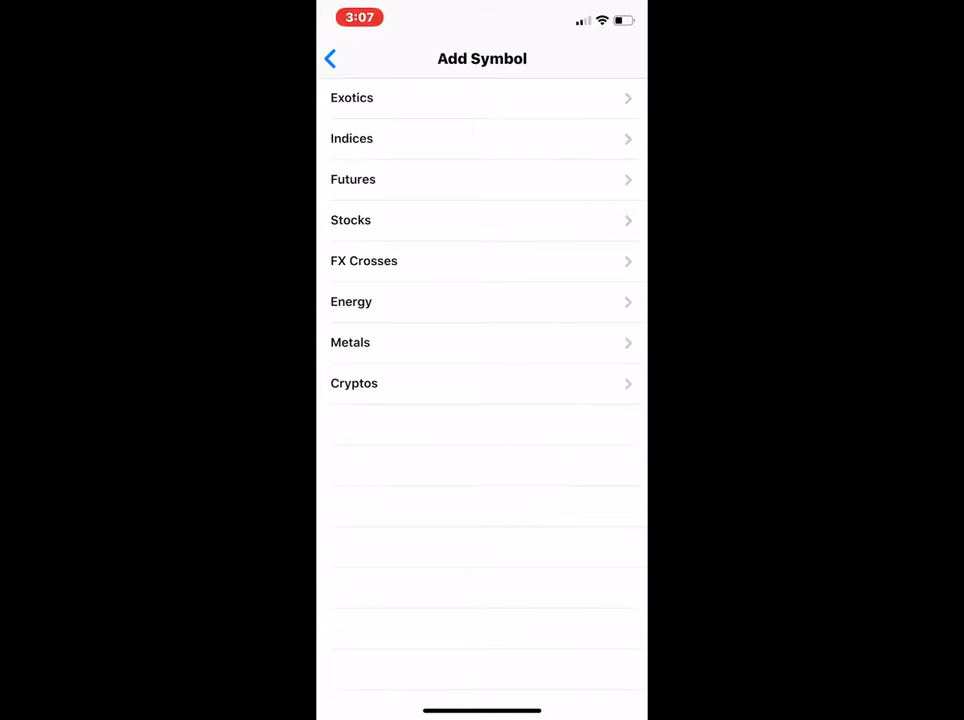 3:07
Add Symbol
Exotics
Indices
Futures
Stocks
FX Crosses
Energy
Metals
Cryptos